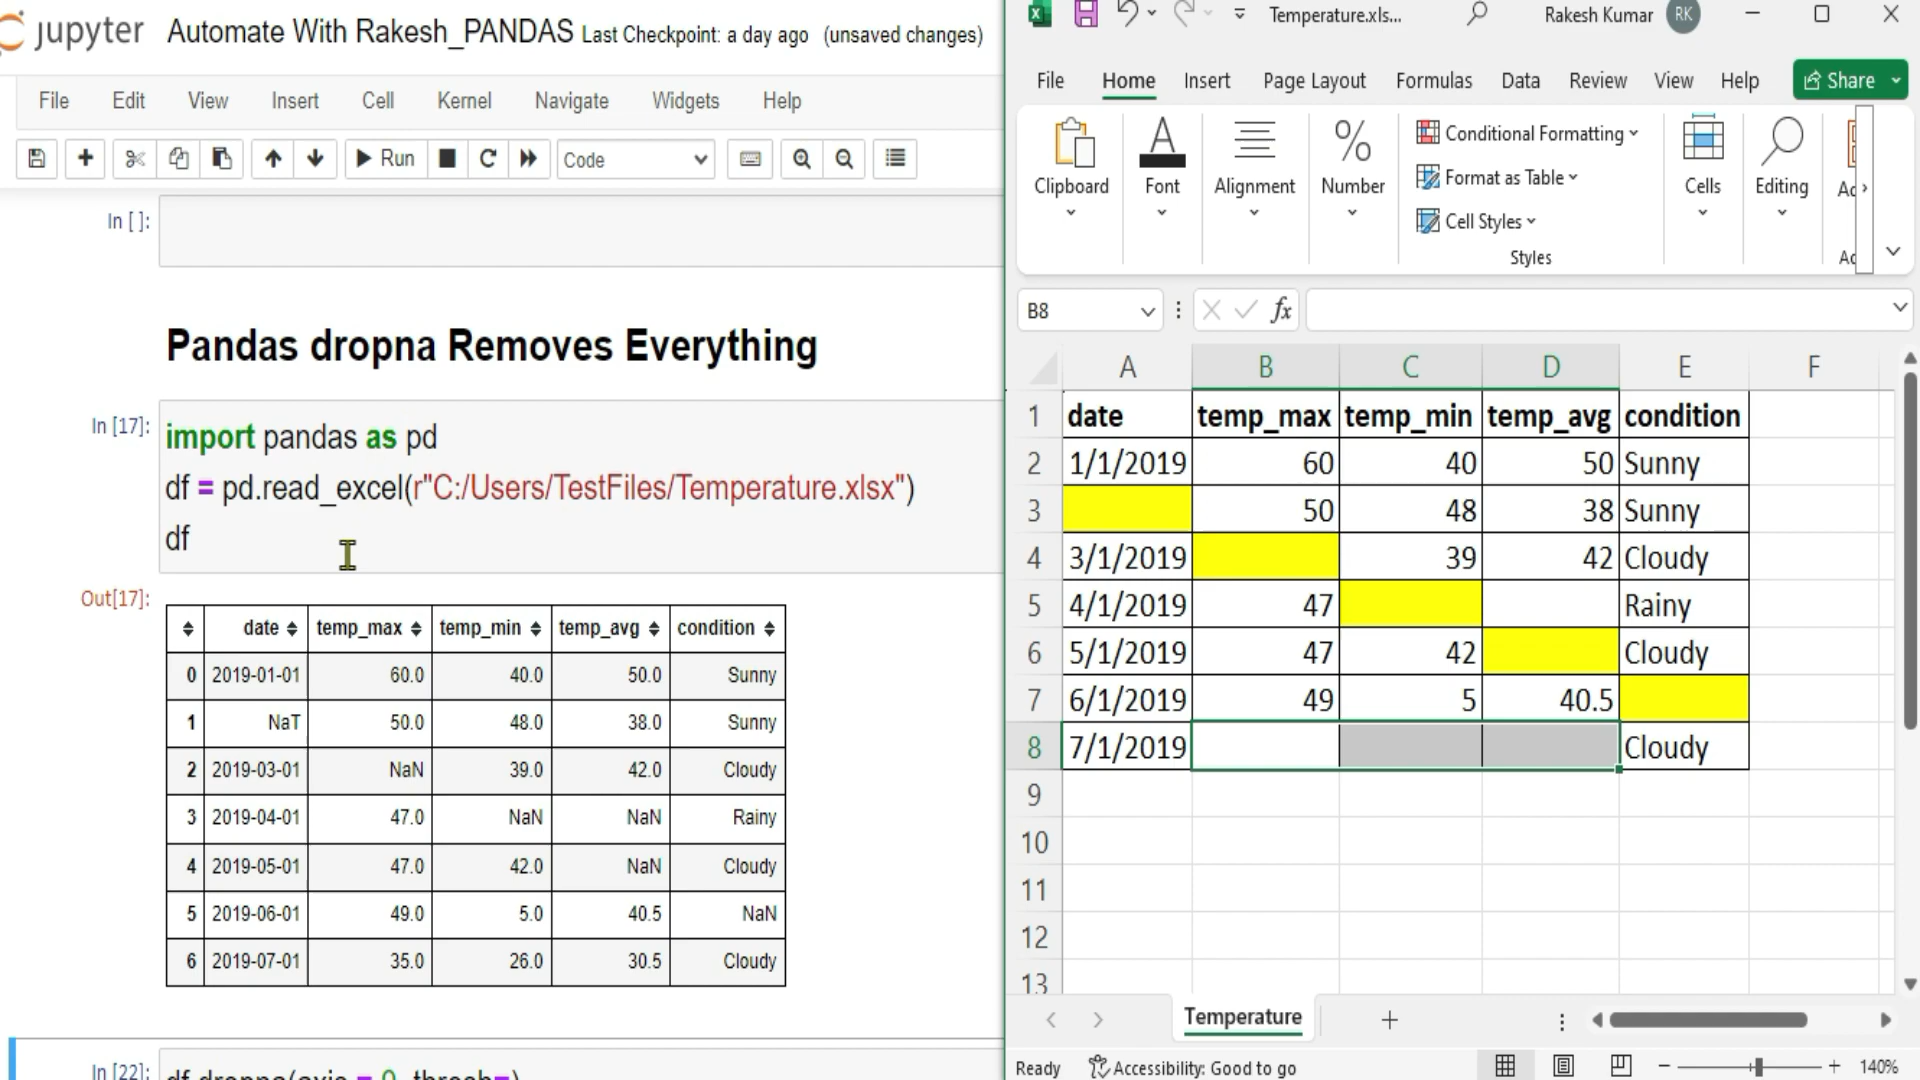 jupyter Automate With Rakesh_PANDAS Last Checkpoint: a day ago (unsaved changes)
File Edit View Insert Cell Kernel Navigate Widgets Help
Run Code
In [ ]:
Pandas dropna Removes Everything
In [17]: import pandas as pd
df = pd.read_excel(r"C:/Users/TestFiles/Temperature.xlsx")
df
Out[17]:
date temp_max temp_min temp_avg condition
0 2019-01-01 60.0 40.0 50.0 Sunny
1 NaT 50.0 48.0 38.0 Sunny
2 2019-03-01 NaN 39.0 42.0 Cloudy
3 2019-04-01 47.0 NaN NaN Rainy
4 2019-05-01 47.0 42.0 NaN Cloudy
5 2019-06-01 49.0 5.0 40.5 NaN
6 2019-07-01 35.0 26.0 30.5 Cloudy
In [22]: df.dropna(axis = 0, thresh=)
Temperature.xls... Rakesh Kumar RK
File Home Insert Page Layout Formulas Data Review View Help Share
Clipboard Font Alignment Number Cells Editing
Conditional Formatting
Format as Table
Cell Styles
Styles
B8 fx
A B C D E F
1 date temp_max temp_min temp_avg condition
2 1/1/2019 60 40 50 Sunny
3 50 48 38 Sunny
4 3/1/2019 39 42 Cloudy
5 4/1/2019 47 Rainy
6 5/1/2019 47 42 Cloudy
7 6/1/2019 49 5 40.5
8 7/1/2019 Cloudy
9
10
11
12
13
Temperature
Ready Accessibility: Good to go 140%